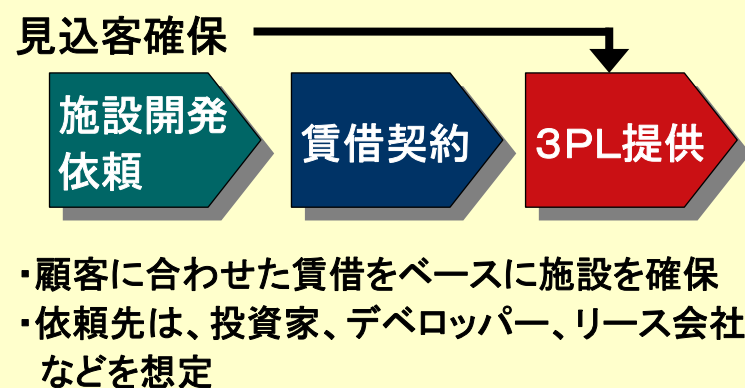 見込客確保
施設開発
依頼
賃借契約
３PL提供
・顧客に合わせた賃借をベースに施設を確保
・依頼先は、投資家、デベロッパー、リース会社
などを想定